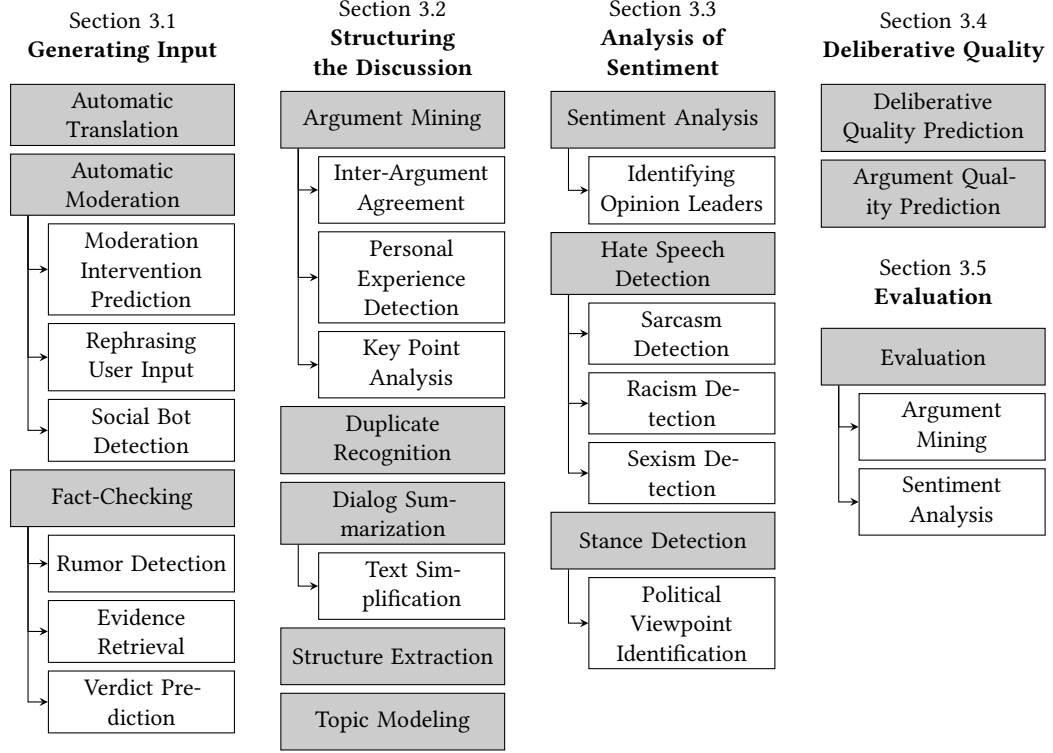 Section 3.1
Generating Input
Automatic
Translation
Automatic
Moderation
Moderation
Intervention
Prediction
Rephrasing
User Input
Social Bot
Detection
Fact-Checking
Rumor Detection
Evidence
Retrieval
Verdict Pre-
diction
Section 3.2
Structuring
the Discussion
Argument Mining
Inter-Argument
Agreement
Personal
Experience
Detection
Key Point
Analysis
Duplicate
Recognition
Dialog Sum-
marization
Text Sim-
plification
Structure Extraction
Topic Modeling
Section 3.3
Analysis of
Sentiment
Sentiment Analysis
Identifying
Opinion Leaders
Hate Speech
Detection
Sarcasm
Detection
Racism De-
tection
Sexism De-
tection
Stance Detection
Political
Viewpoint
Identification
Section 3.4
Deliberative Quality
Deliberative
Quality Prediction
Argument Qual-
ity Prediction
Section 3.5
Evaluation
Evaluation
Argument
Mining
Sentiment
Analysis